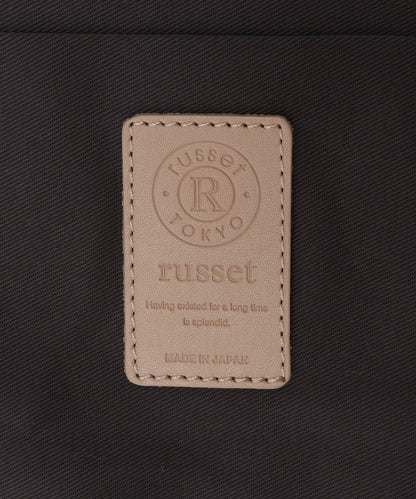 russet
R
TOKYO
russet
Having existed for a long time
is splendid.
MADE IN JAPAN